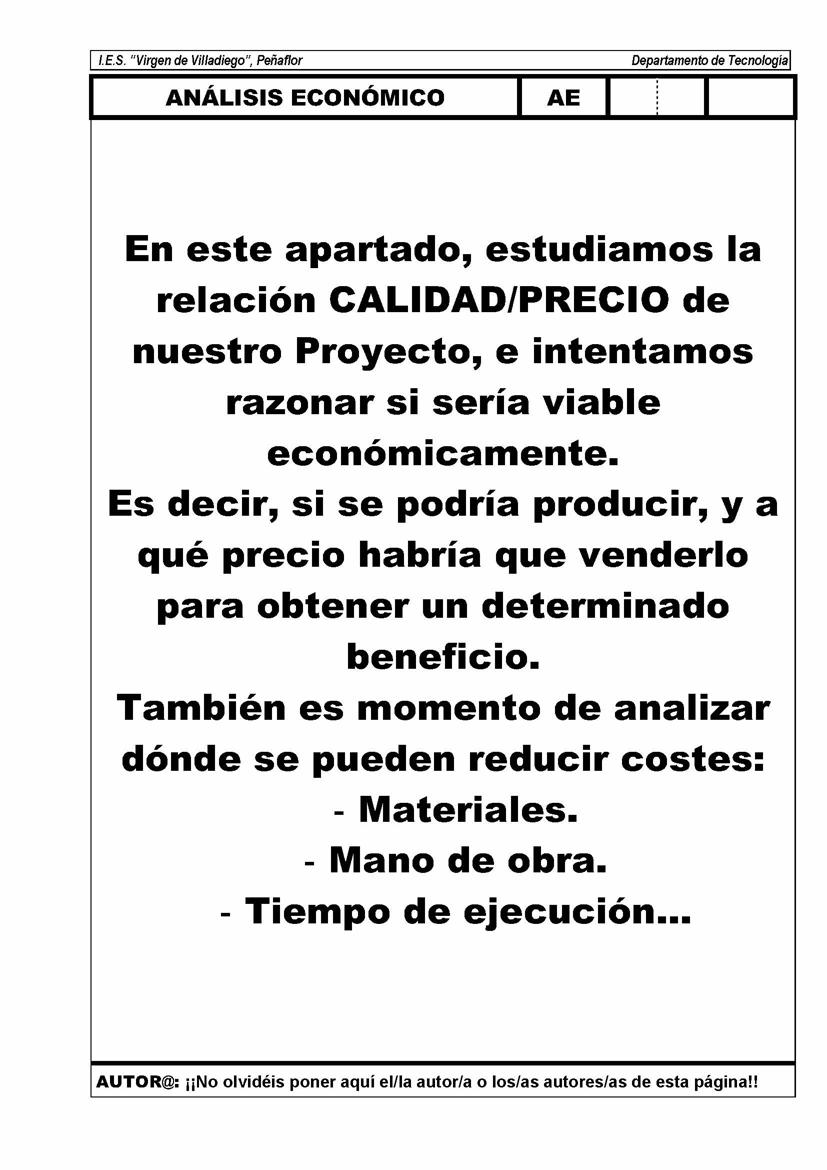 I.E.S. "Virgen de Villadiego", Peñaflor Departamento de Tecnología
ANÁLISIS ECONÓMICO AE
En este apartado, estudiamos la
relación CALIDAD/PRECIO de
nuestro Proyecto, e intentamos
razonar si sería viable
económicamente.
Es decir, si se podría producir, y a
qué precio habría que venderlo
para obtener un determinado
beneficio.
También es momento de analizar
dónde se pueden reducir costes:
- Materiales.
- Mano de obra.
- Tiempo de ejecución...
AUTOR@: ¡¡No olvidéis poner aquí el/la autor/a o los/as autores/as de esta página!!